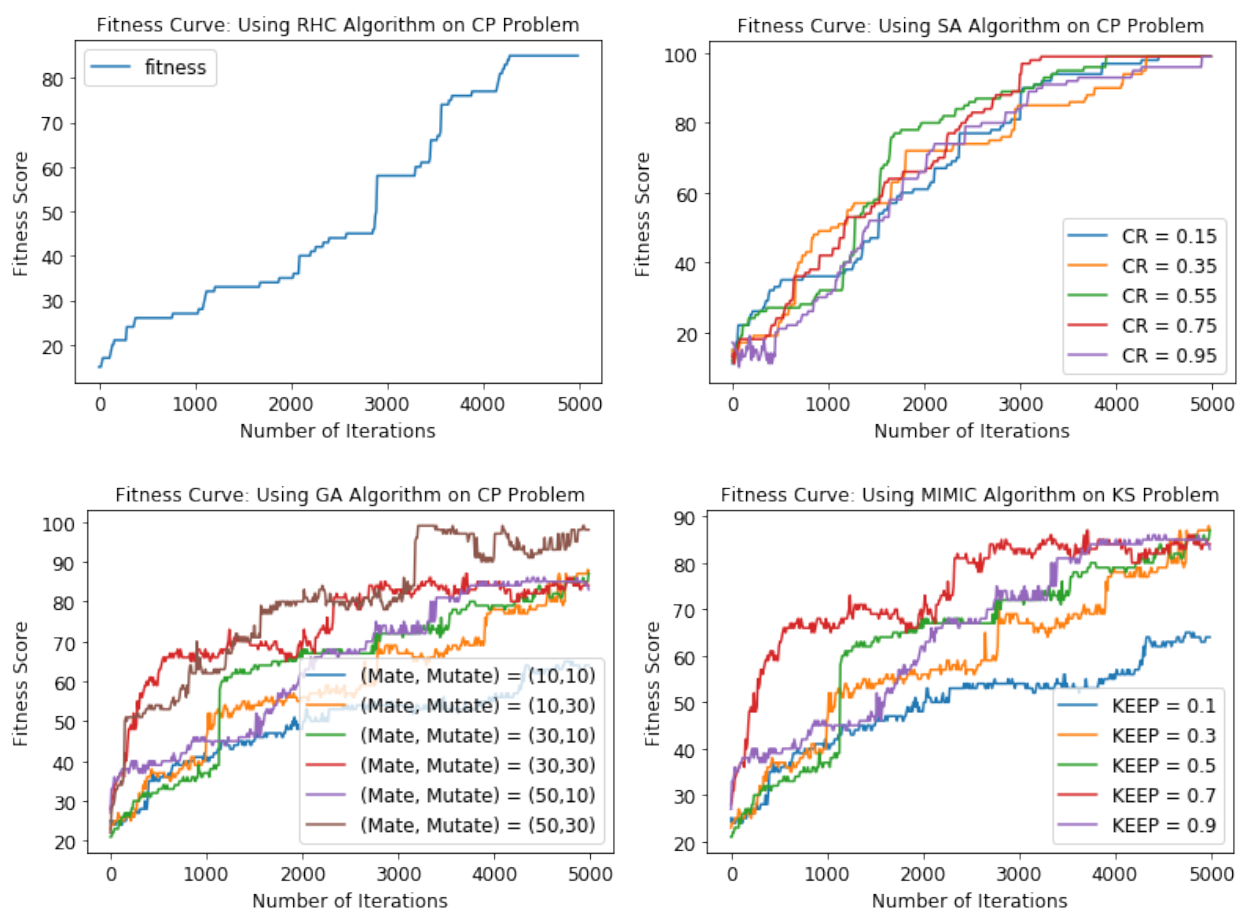 Fitness Curve: Using RHC Algorithm on CP Problem
fitness
Fitness Score
80
70
60
50
40
30
20
0 1000 2000 3000 4000 5000
Number of Iterations
Fitness Curve: Using SA Algorithm on CP Problem
Fitness Score
100
80
60
40
20
CR = 0.15
CR = 0.35
CR = 0.55
CR = 0.75
CR = 0.95
0 1000 2000 3000 4000 5000
Number of Iterations
Fitness Curve: Using GA Algorithm on CP Problem
Fitness Score
100
90
80
70
60
50
40
30
20
(Mate, Mutate) = (10,10)
(Mate, Mutate) = (10,30)
(Mate, Mutate) = (30,10)
(Mate, Mutate) = (30,30)
(Mate, Mutate) = (50,10)
(Mate, Mutate) = (50,30)
0 1000 2000 3000 4000 5000
Number of Iterations
Fitness Curve: Using MIMIC Algorithm on KS Problem
Fitness Score
90
80
70
60
50
40
30
20
KEEP = 0.1
KEEP = 0.3
KEEP = 0.5
KEEP = 0.7
KEEP = 0.9
0 1000 2000 3000 4000 5000
Number of Iterations